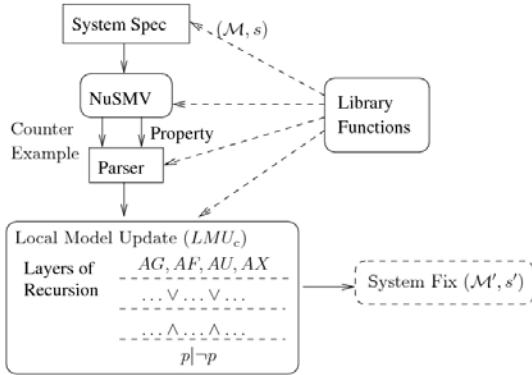 System Spec
(ℳ, s)
NuSMV
Library
Functions
Counter
Example
Property
Parser
Local Model Update (LMU_c)
Layers of
Recursion
AG, AF, AU, AX
... ∨ ... ∨ ...
... ∧ ... ∧ ...
p|¬p
System Fix (ℳ′, s′)